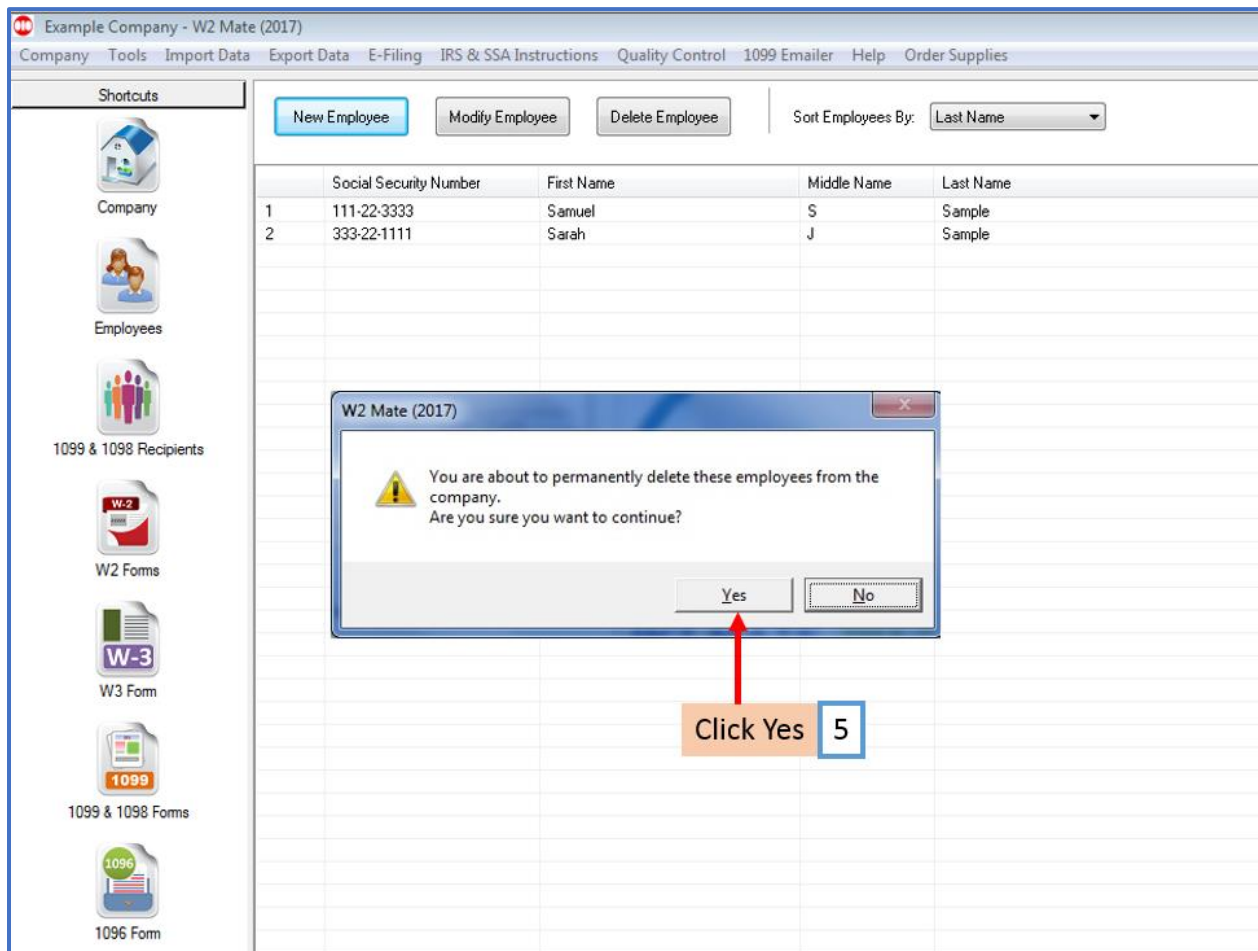 Example Company - W2 Mate (2017)
Company Tools Import Data Export Data E-Filing IRS & SSA Instructions Quality Control 1099 Emailer Help Order Supplies
Shortcuts
New Employee Modify Employee Delete Employee Sort Employees By: Last Name
Social Security Number First Name Middle Name Last Name
1 111-22-3333 Samuel S Sample
2 333-22-1111 Sarah J Sample
Company
Employees
1099 & 1098 Recipients
W-2
W2 Forms
W-3
W3 Form
1099
1099 & 1098 Forms
1096
1096 Form
W2 Mate (2017)
You are about to permanently delete these employees from the
company.
Are you sure you want to continue?
Yes No
Click Yes 5